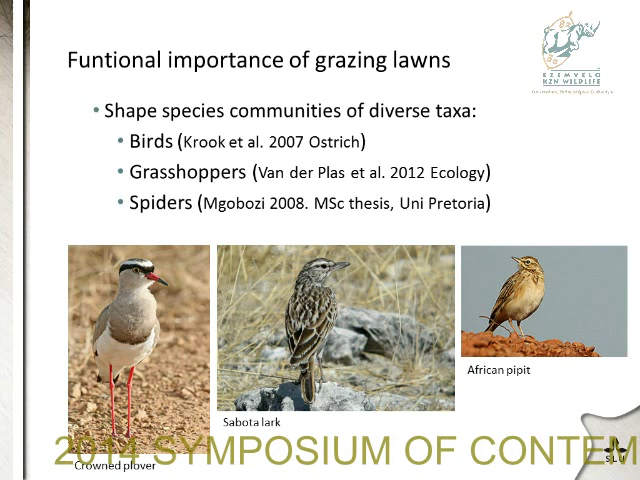 Funtional importance of grazing lawns
EZEMVELO
KZN WILDLIFE
• Shape species communities of diverse taxa:
• Birds (Krook et al. 2007 Ostrich)
• Grasshoppers (Van der Plas et al. 2012 Ecology)
• Spiders (Mgobozi 2008. MSc thesis, Uni Pretoria)
African pipit
Sabota lark
Crowned plover
2014 SYMPOSIUM OF CONTEM
SLU